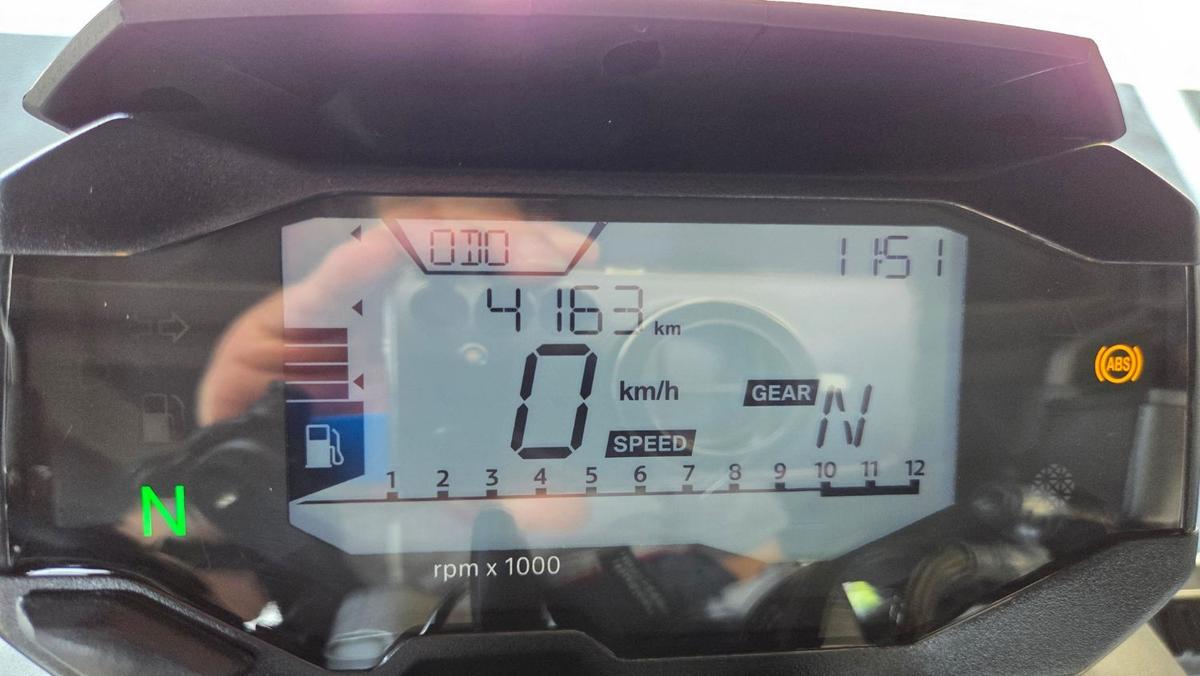 ODO 11:51
4163 km
0 km/h GEAR N
SPEED
ABS
1 2 3 4 5 6 7 8 9 10 11 12
N
rpm x 1000